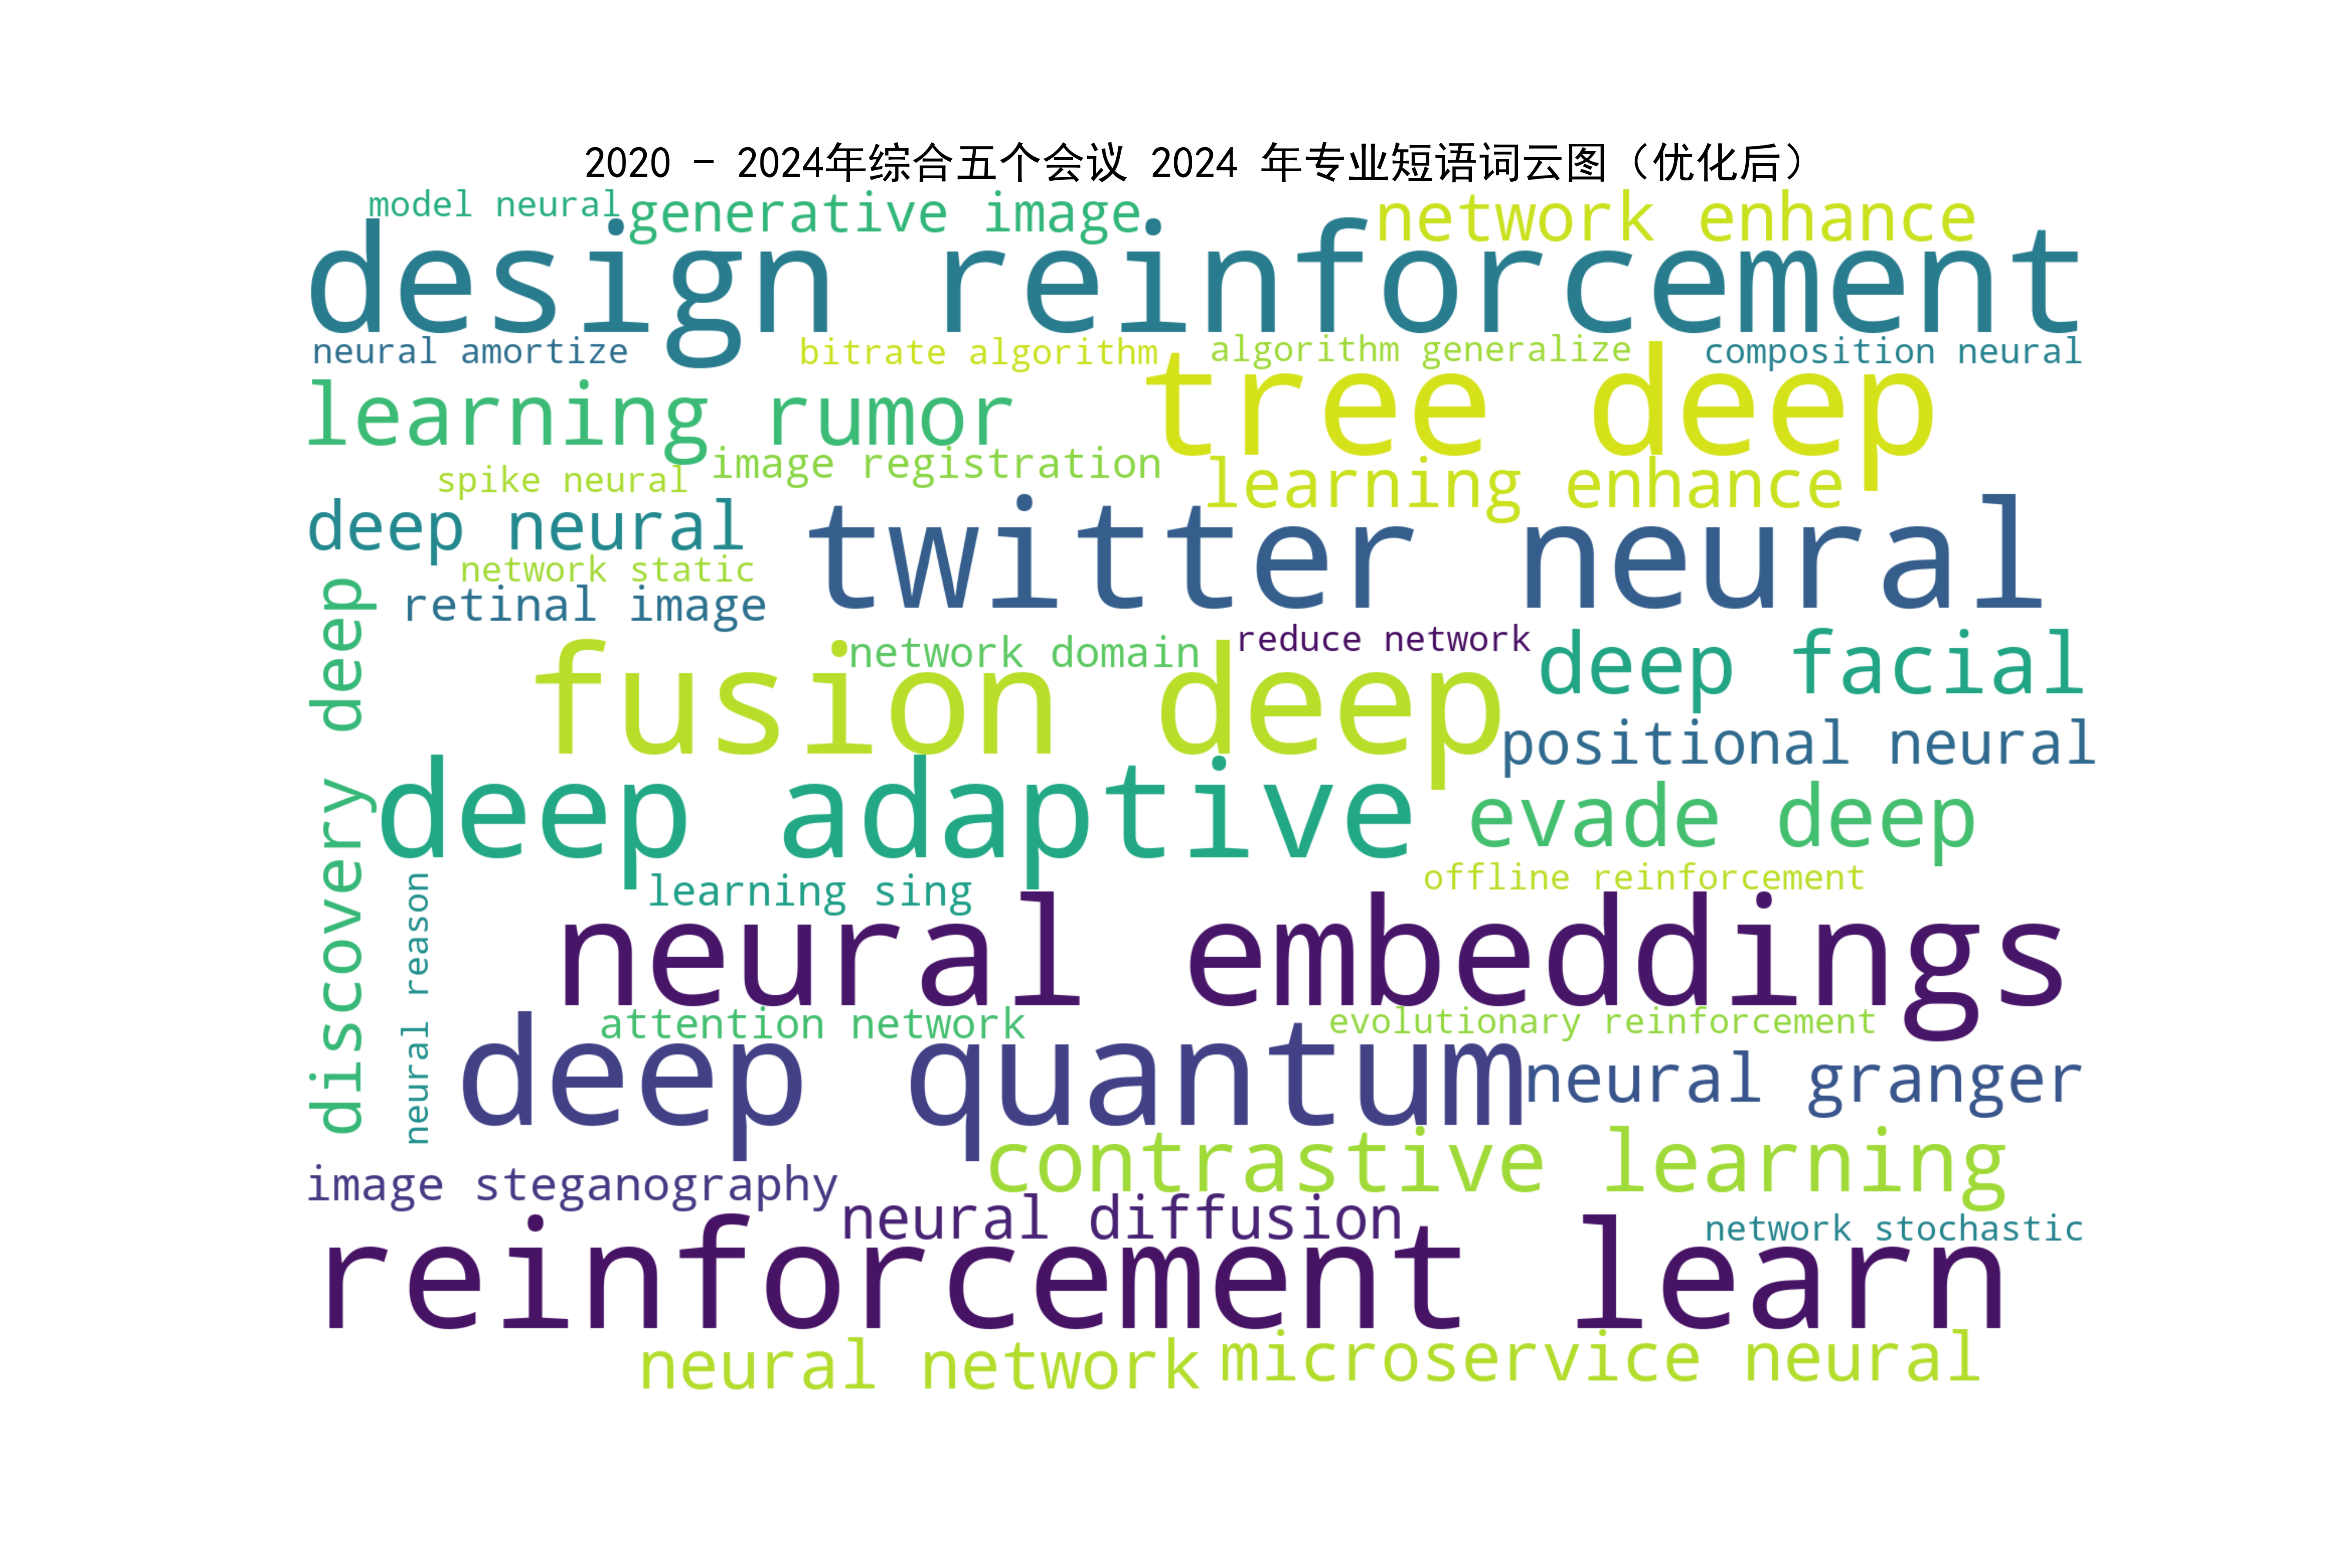 2020 - 2024年综合五个会议 2024 年专业短语词云图（优化后）
model neural
generative image
network enhance
design reinforcement
neural amortize
bitrate algorithm
algorithm generalize
composition neural
learning rumor
tree deep
image registration
spike neural
learning enhance
deep neural
twitter neural
network static
retinal image
discovery deep
network domain
reduce network
deep facial
fusion deep
positional neural
deep adaptive
evade deep
learning sing
offline reinforcement
neural reason
neural embeddings
attention network
evolutionary reinforcement
deep quantum
neural granger
contrastive learning
image steganography
neural diffusion
network stochastic
reinforcement learn
neural network
microservice neural